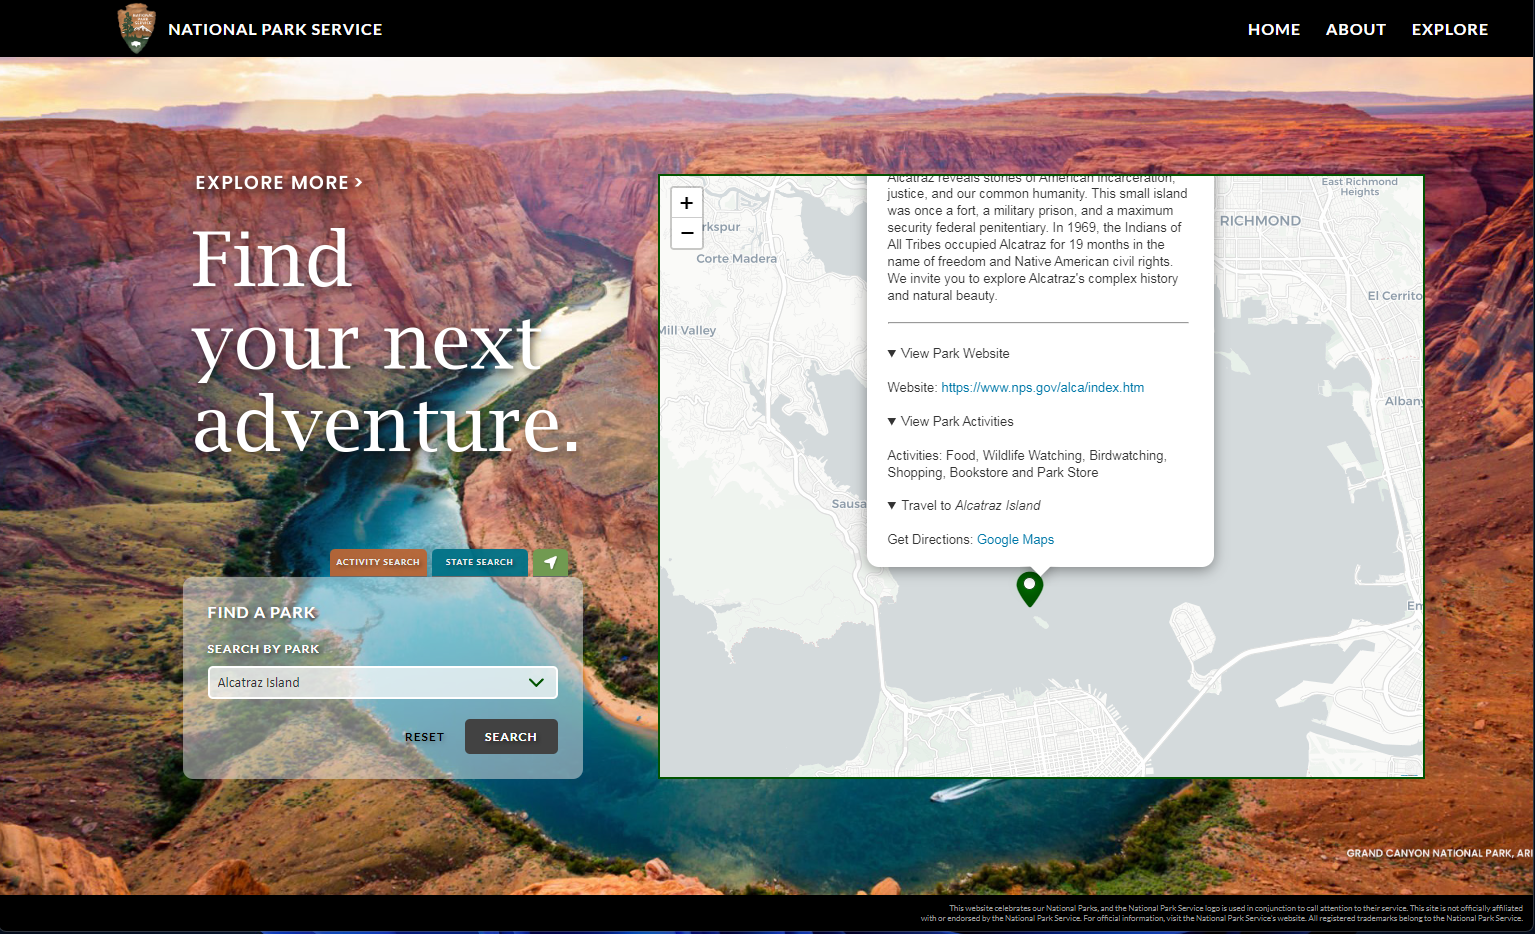 NATIONAL PARK SERVICE
HOME
ABOUT
EXPLORE
EXPLORE MORE >
Find
your next
adventure.
ACTIVITY SEARCH
STATE SEARCH
FIND A PARK
SEARCH BY PARK
Alcatraz Island
RESET
SEARCH
+
−
rkspur
Corte Madera
Mill Valley
Sausa
East Richmond
Heights
RICHMOND
El Cerrito
Albany
Em
Alcatraz reveals stories of American incarceration,
justice, and our common humanity. This small island
was once a fort, a military prison, and a maximum
security federal penitentiary. In 1969, the Indians of
All Tribes occupied Alcatraz for 19 months in the
name of freedom and Native American civil rights.
We invite you to explore Alcatraz's complex history
and natural beauty.
▼ View Park Website
Website: https://www.nps.gov/alca/index.htm
▼ View Park Activities
Activities: Food, Wildlife Watching, Birdwatching,
Shopping, Bookstore and Park Store
▼ Travel to Alcatraz Island
Get Directions: Google Maps
GRAND CANYON NATIONAL PARK, ARI
This website celebrates our National Parks, and the National Park Service logo is used in conjunction to call attention to their service. This site is not officially affiliated
with or endorsed by the National Park Service. For official information, visit the National Park Service's website. All registered trademarks belong to the National Park Service.